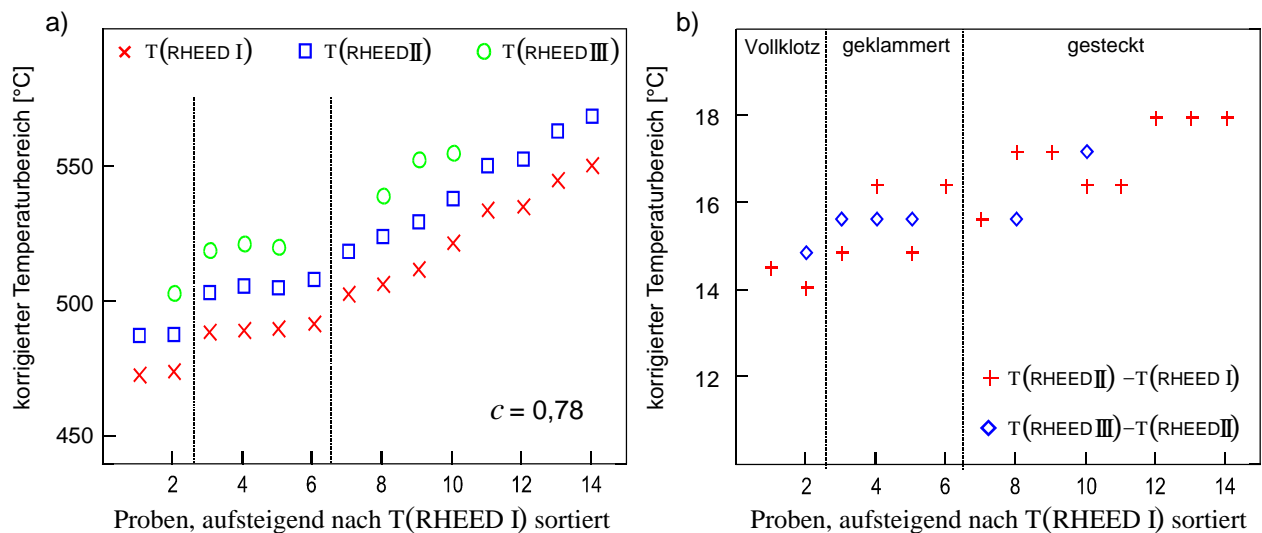 a)
T(RHEED I) T(RHEED II) T(RHEED III)
korrigierter Temperaturbereich [°C]
550
500
450
c = 0,78
2 4 6 8 10 12 14
Proben, aufsteigend nach T(RHEED I) sortiert
b)
Vollklotz geklammert gesteckt
korrigierter Temperaturbereich [°C]
18
16
14
12
T(RHEED II) –T(RHEED I)
T(RHEED III)–T(RHEED II)
2 4 6 8 10 12 14
Proben, aufsteigend nach T(RHEED I) sortiert